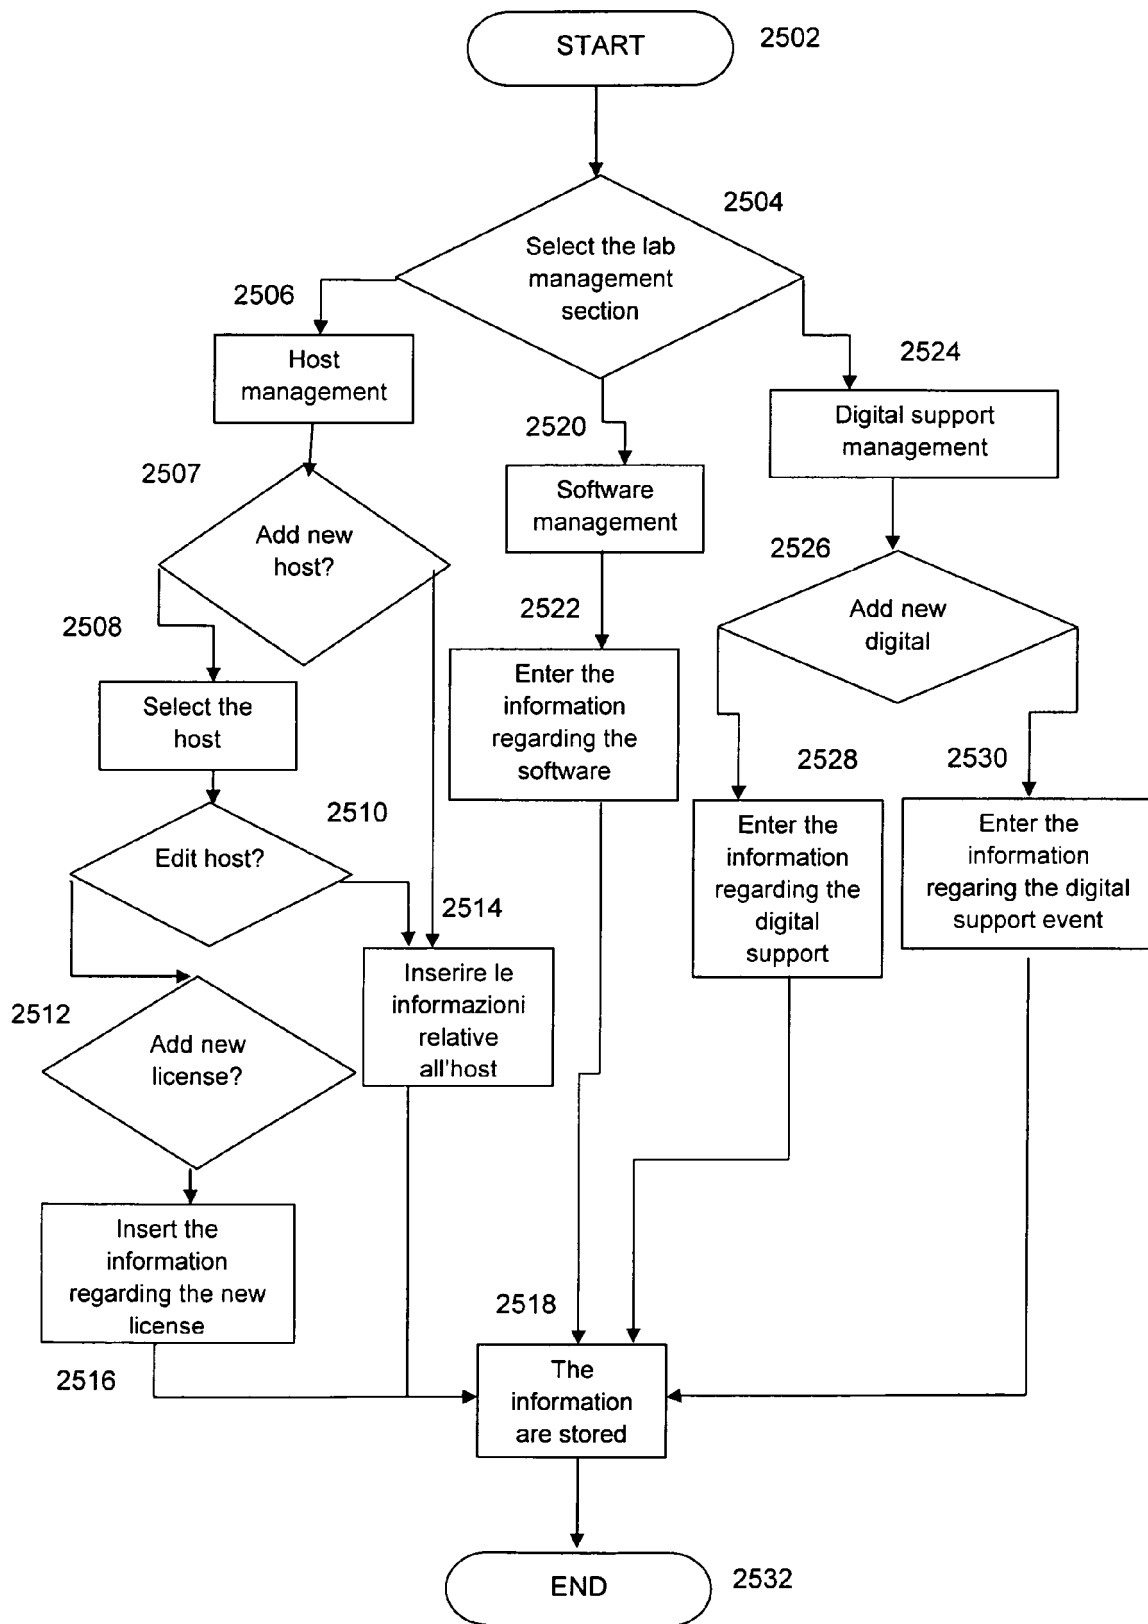 START
2502
2504
Select the lab
management
section
2506
Host
management
2524
Digital support
management
2520
Software
management
2507
Add new
host?
2526
Add new
digital
2522
Enter the
information
regarding the
software
2508
Select the
host
2528
Enter the
information
regarding the
digital
support
2530
Enter the
information
regaring the digital
support event
2510
Edit host?
2514
Inserire le
informazioni
relative
all'host
2512
Add new
license?
Insert the
information
regarding the new
license
2516
2518
The
information
are stored
END
2532